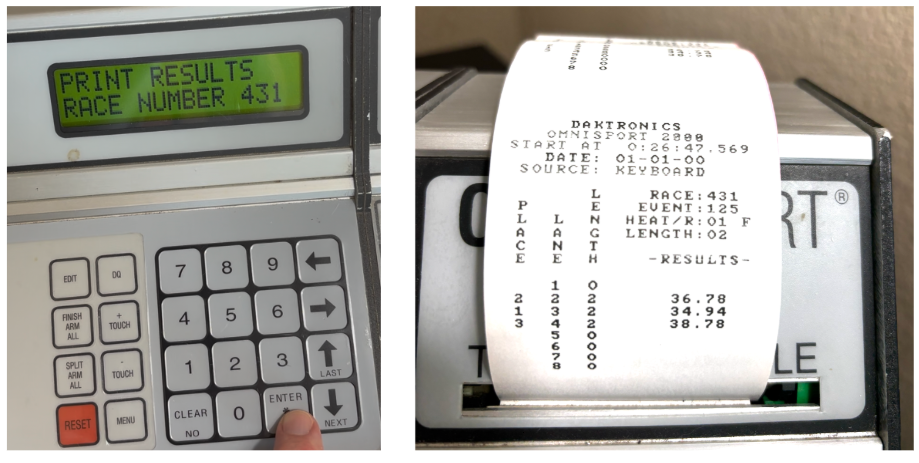 PRINT RESULTS
RACE NUMBER 431
EDIT
DQ
7
8
9
FINISH
ARM
ALL
+
TOUCH
4
5
6
SPLIT
ARM
ALL
-
TOUCH
1
2
3
LAST
RESET
MENU
CLEAR
NO
0
ENTER
NEXT
DAKTRONICS
OMNISPORT 2000
START AT 0:26:47.569
DATE: 01-01-00
SOURCE: KEYBOARD
PLACE
LANE
LENGTH
RACE:431
EVENT:125
HEAT/R:01 F
LENGTH:02
-RESULTS-
1 0
2 2 2 36.78
1 3 2 34.94
3 4 2 38.78
5 0
6 0
7 0
8 0
RT®
LE